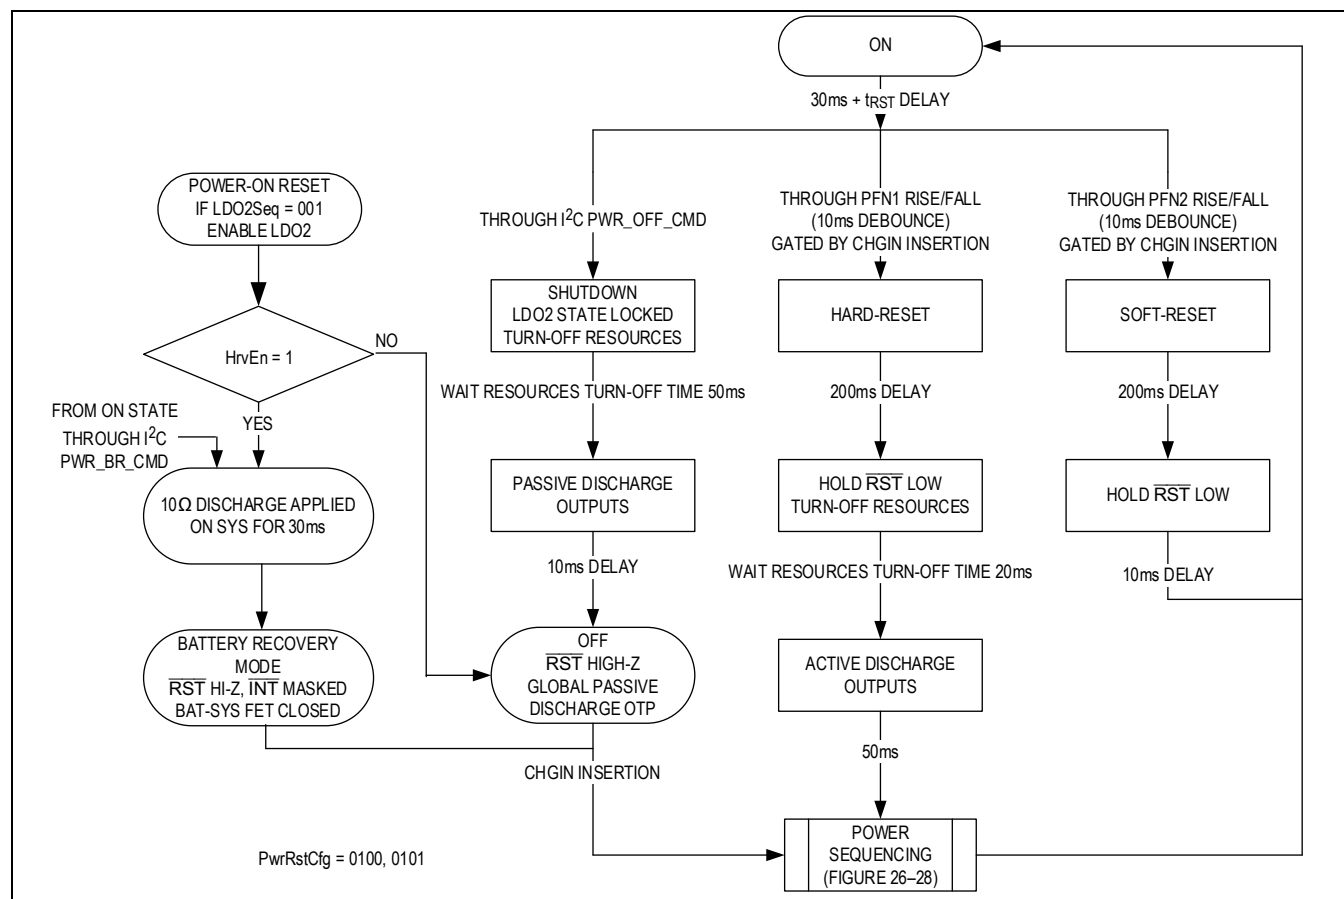 ON
30ms + tRST DELAY
POWER-ON RESET
IF LDO2Seq = 001
ENABLE LDO2
HrvEn = 1
NO
YES
FROM ON STATE
THROUGH I²C
PWR_BR_CMD
10Ω DISCHARGE APPLIED
ON SYS FOR 30ms
BATTERY RECOVERY
MODE
R̅S̅T̅ HI-Z, I̅N̅T̅ MASKED
BAT-SYS FET CLOSED
THROUGH I²C PWR_OFF_CMD
SHUTDOWN
LDO2 STATE LOCKED
TURN-OFF RESOURCES
WAIT RESOURCES TURN-OFF TIME 50ms
PASSIVE DISCHARGE
OUTPUTS
10ms DELAY
OFF
R̅S̅T̅ HIGH-Z
GLOBAL PASSIVE
DISCHARGE OTP
CHGIN INSERTION
THROUGH PFN1 RISE/FALL
(10ms DEBOUNCE)
GATED BY CHGIN INSERTION
HARD-RESET
200ms DELAY
HOLD R̅S̅T̅ LOW
TURN-OFF RESOURCES
WAIT RESOURCES TURN-OFF TIME 20ms
ACTIVE DISCHARGE
OUTPUTS
50ms
POWER
SEQUENCING
(FIGURE 26–28)
THROUGH PFN2 RISE/FALL
(10ms DEBOUNCE)
GATED BY CHGIN INSERTION
SOFT-RESET
200ms DELAY
HOLD R̅S̅T̅ LOW
10ms DELAY
PwrRstCfg = 0100, 0101